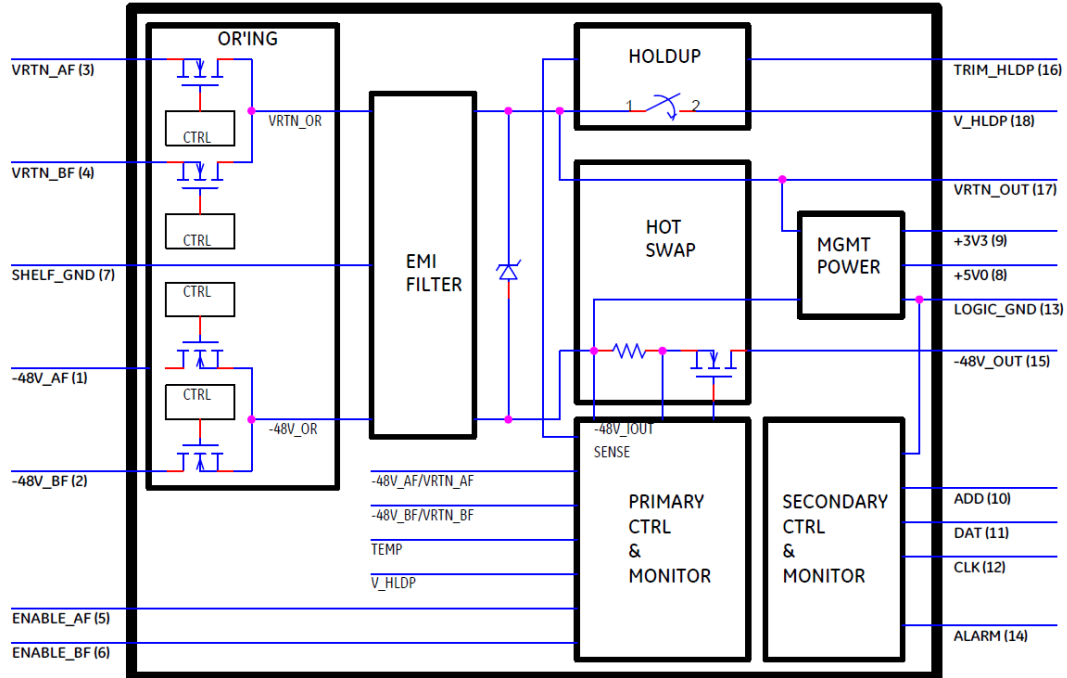 OR'ING
HOLDUP
VRTN_AF (3)
TRIM_HLDP (16)
1
2
CTRL
VRTN_OR
V_HLDP (18)
VRTN_BF (4)
VRTN_OUT (17)
CTRL
HOT
SWAP
MGMT
POWER
+3V3 (9)
EMI
FILTER
SHELF_GND (7)
+5V0 (8)
CTRL
LOGIC_GND (13)
-48V_AF (1)
-48V_OUT (15)
CTRL
-48V_OR
-48V_IOUT
SENSE
-48V_BF (2)
-48V_AF/VRTN_AF
PRIMARY
CTRL
&
MONITOR
SECONDARY
CTRL
&
MONITOR
ADD (10)
-48V_BF/VRTN_BF
DAT (11)
TEMP
CLK (12)
V_HLDP
ENABLE_AF (5)
ALARM (14)
ENABLE_BF (6)